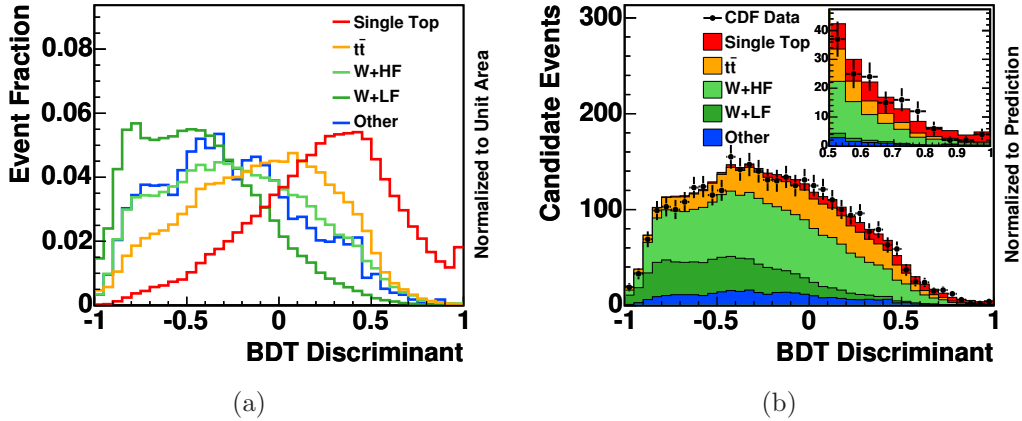 Event Fraction
0.08
0.06
0.04
0.02
0
Single Top
tt̄
W+HF
W+LF
Other
-1 -0.5 0 0.5 1
BDT Discriminant
Normalized to Unit Area
(a)
Candidate Events
300
200
100
0
CDF Data
Single Top
tt̄
W+HF
W+LF
Other
40
30
20
10
0
0.5 0.6 0.7 0.8 0.9 1
-1 -0.5 0 0.5 1
BDT Discriminant
Normalized to Prediction
(b)